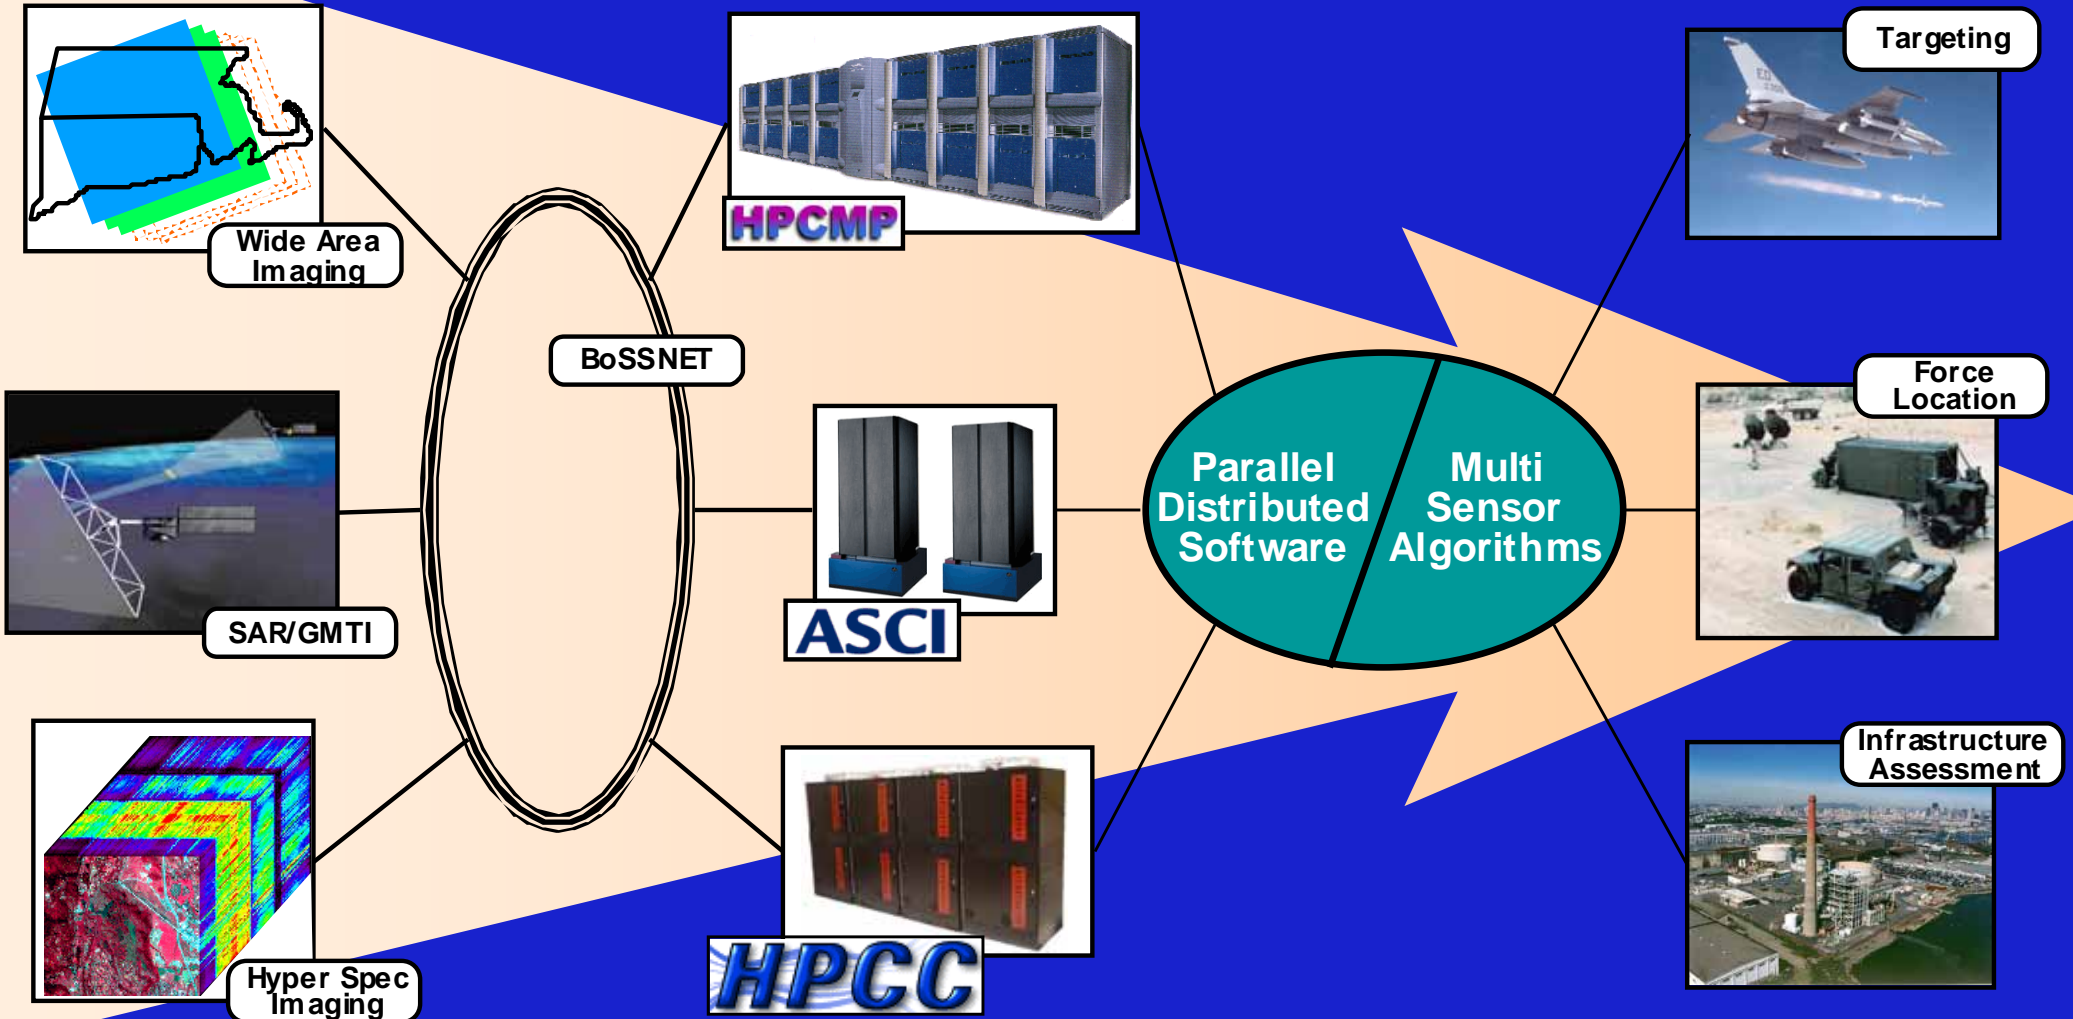 Wide Area
Imaging
SAR/GMTI
Hyper Spec
Imaging
BoSSNET
HPCMP
ASCI
HPCC
Parallel
Distributed
Software
Multi
Sensor
Algorithms
Targeting
ED
Force
Location
Infrastructure
Assessment